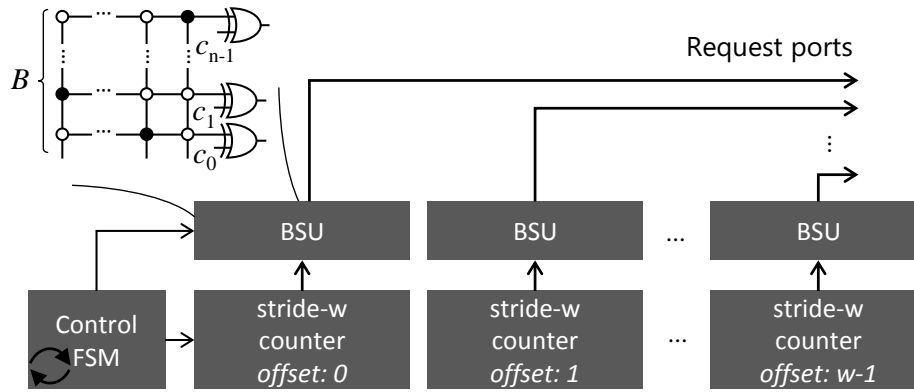 B
c_{n-1}
c_1
c_0
Request ports
BSU
BSU
...
BSU
Control
FSM
stride-w
counter
offset: 0
stride-w
counter
offset: 1
...
stride-w
counter
offset: w-1